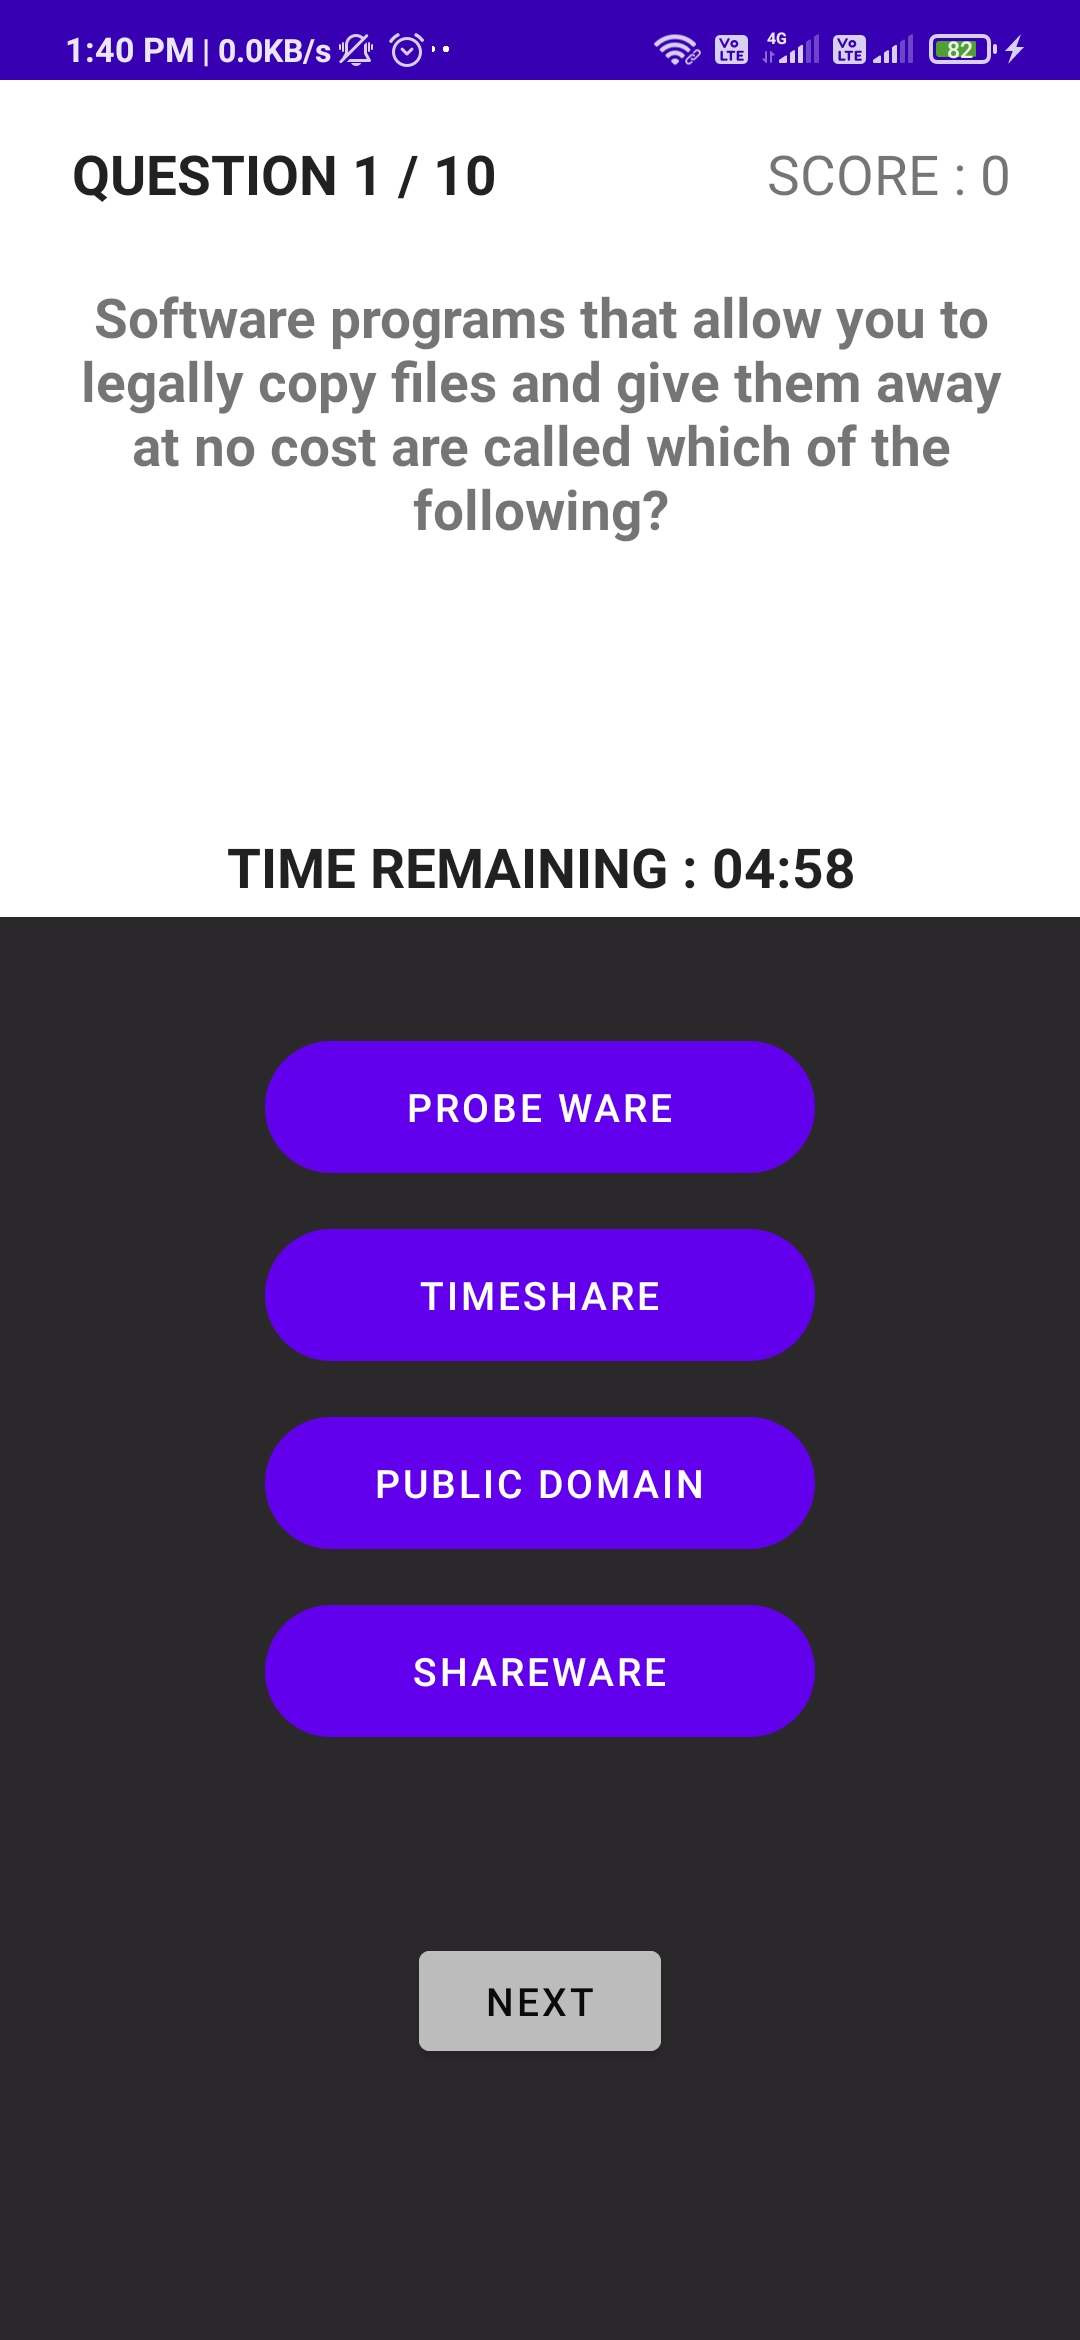 1:40 PM | 0.0KB/s
Vo LTE 4G Vo LTE 82
QUESTION 1 / 10 SCORE : 0
Software programs that allow you to
legally copy files and give them away
at no cost are called which of the
following?
TIME REMAINING : 04:58
PROBE WARE
TIMESHARE
PUBLIC DOMAIN
SHAREWARE
NEXT